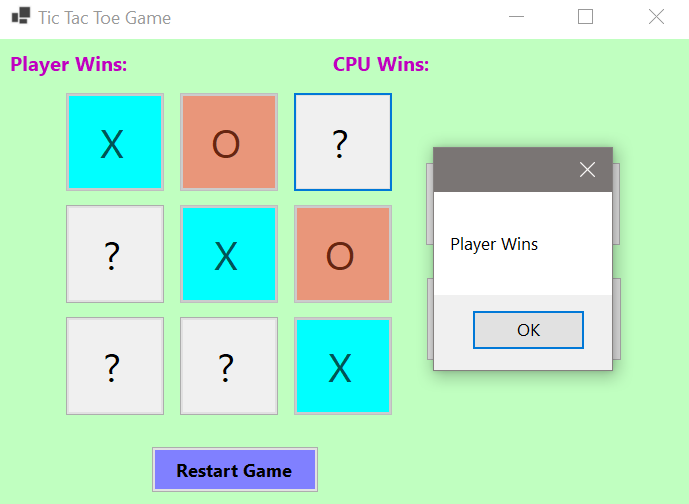 Tic Tac Toe Game
Player Wins: CPU Wins:
X O ?
? X O
? ? X
Player Wins
OK
Restart Game